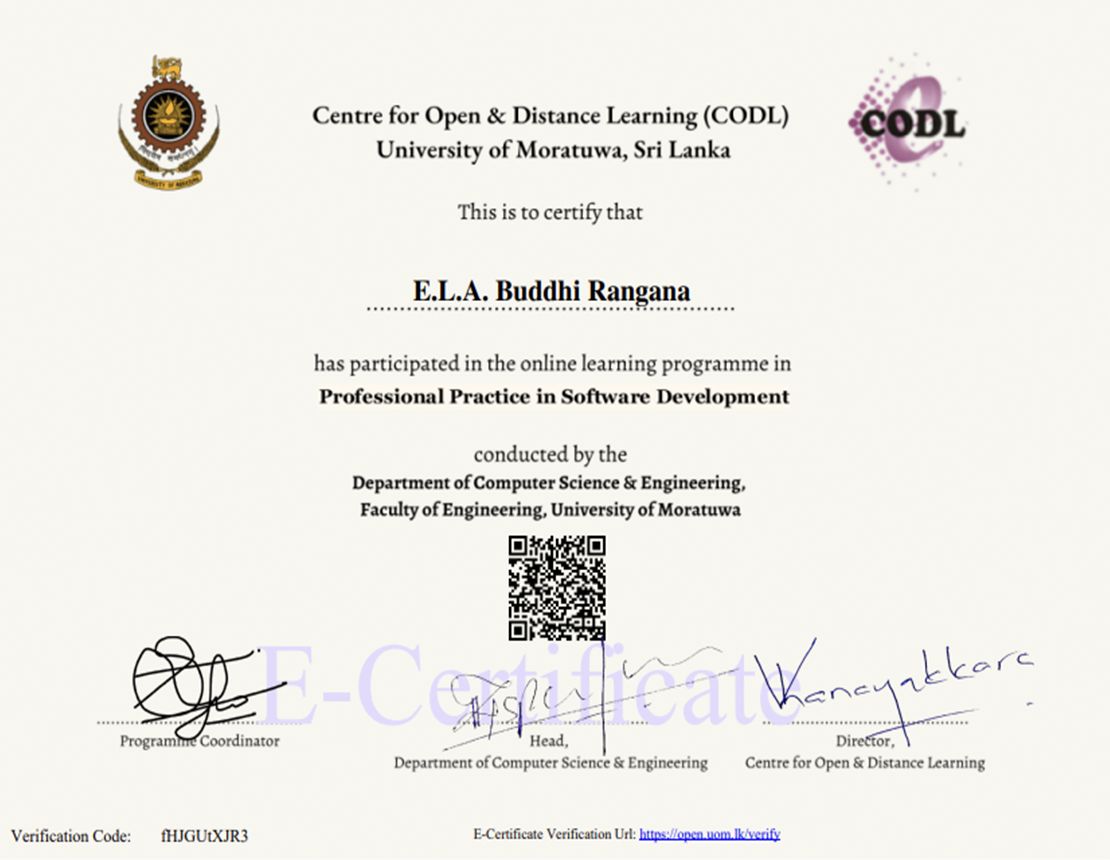 Centre for Open & Distance Learning (CODL)
University of Moratuwa, Sri Lanka
CODL
UNIVERSITY OF MORATUWA
This is to certify that
E.L.A. Buddhi Rangana
has participated in the online learning programme in
Professional Practice in Software Development
conducted by the
Department of Computer Science & Engineering,
Faculty of Engineering, University of Moratuwa
E-Certificate
Programme Coordinator
Head,
Department of Computer Science & Engineering
Director,
Centre for Open & Distance Learning
Verification Code: fHJGUtXJR3
E-Certificate Verification Url: https://open.uom.lk/verify